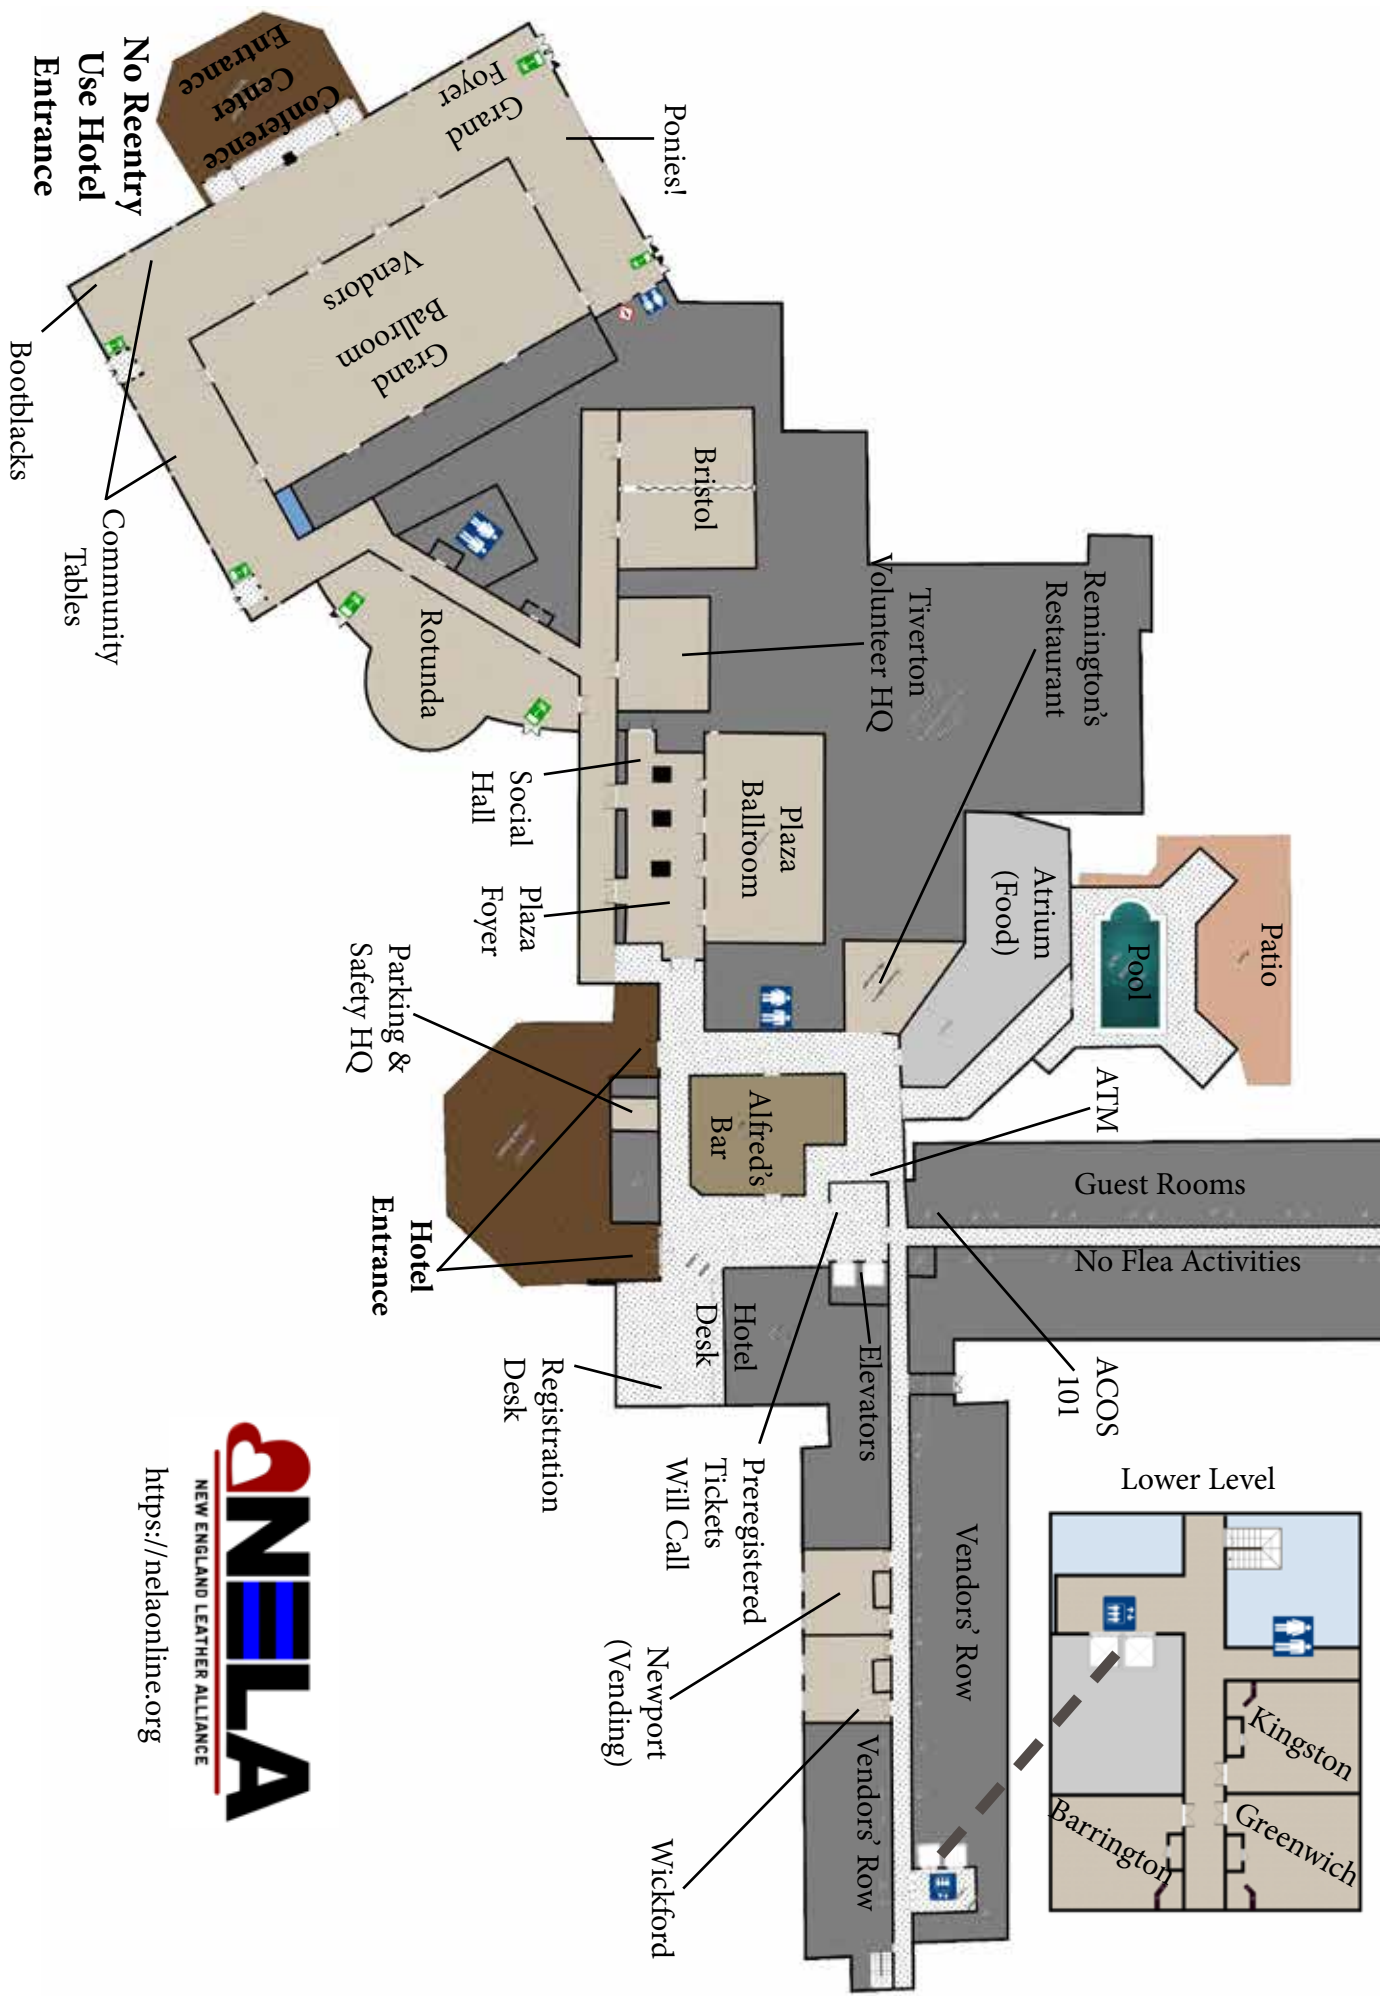 No Reentry
Use Hotel
Entrance
Conference
Center
Entrance
Grand
Foyer
Ponies!
Grand
Ballroom
Vendors
Bootblacks
Community
Tables
Rotunda
Bristol
Tiverton
Volunteer HQ
Remington's
Restaurant
Social
Hall
Plaza
Foyer
Plaza
Ballroom
Atrium
(Food)
Pool
Patio
Parking &
Safety HQ
Hotel
Entrance
Alfred's
Bar
ATM
Guest Rooms
No Flea Activities
ACOS
101
Hotel
Desk
Registration
Desk
Elevators
Preregistered
Tickets
Will Call
Newport
(Vending)
Wickford
Vendors' Row
Vendors' Row
Lower Level
Kingston
Greenwich
Barrington
NELA
NEW ENGLAND LEATHER ALLIANCE
https://nelaonline.org